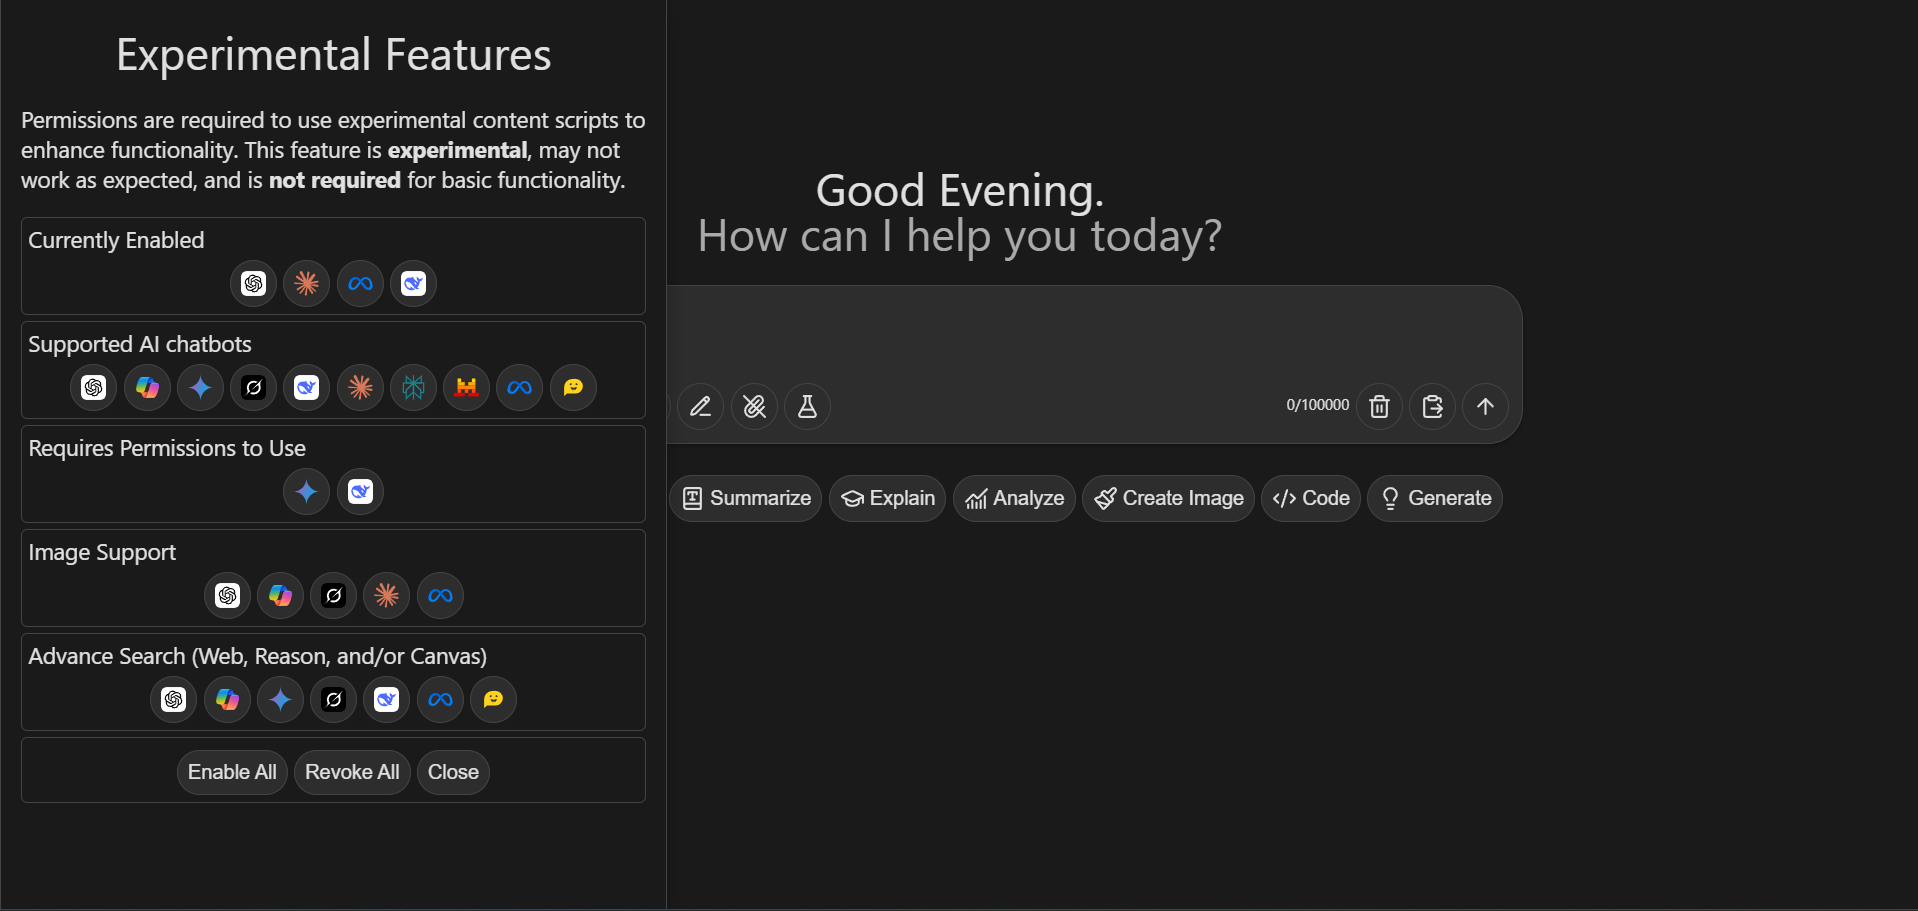 Experimental Features
Permissions are required to use experimental content scripts to
enhance functionality. This feature is experimental, may not
work as expected, and is not required for basic functionality.
Currently Enabled
Supported AI chatbots
Requires Permissions to Use
Image Support
Advance Search (Web, Reason, and/or Canvas)
Enable All
Revoke All
Close
Good Evening.
How can I help you today?
0/100000
Summarize
Explain
Analyze
Create Image
Code
Generate